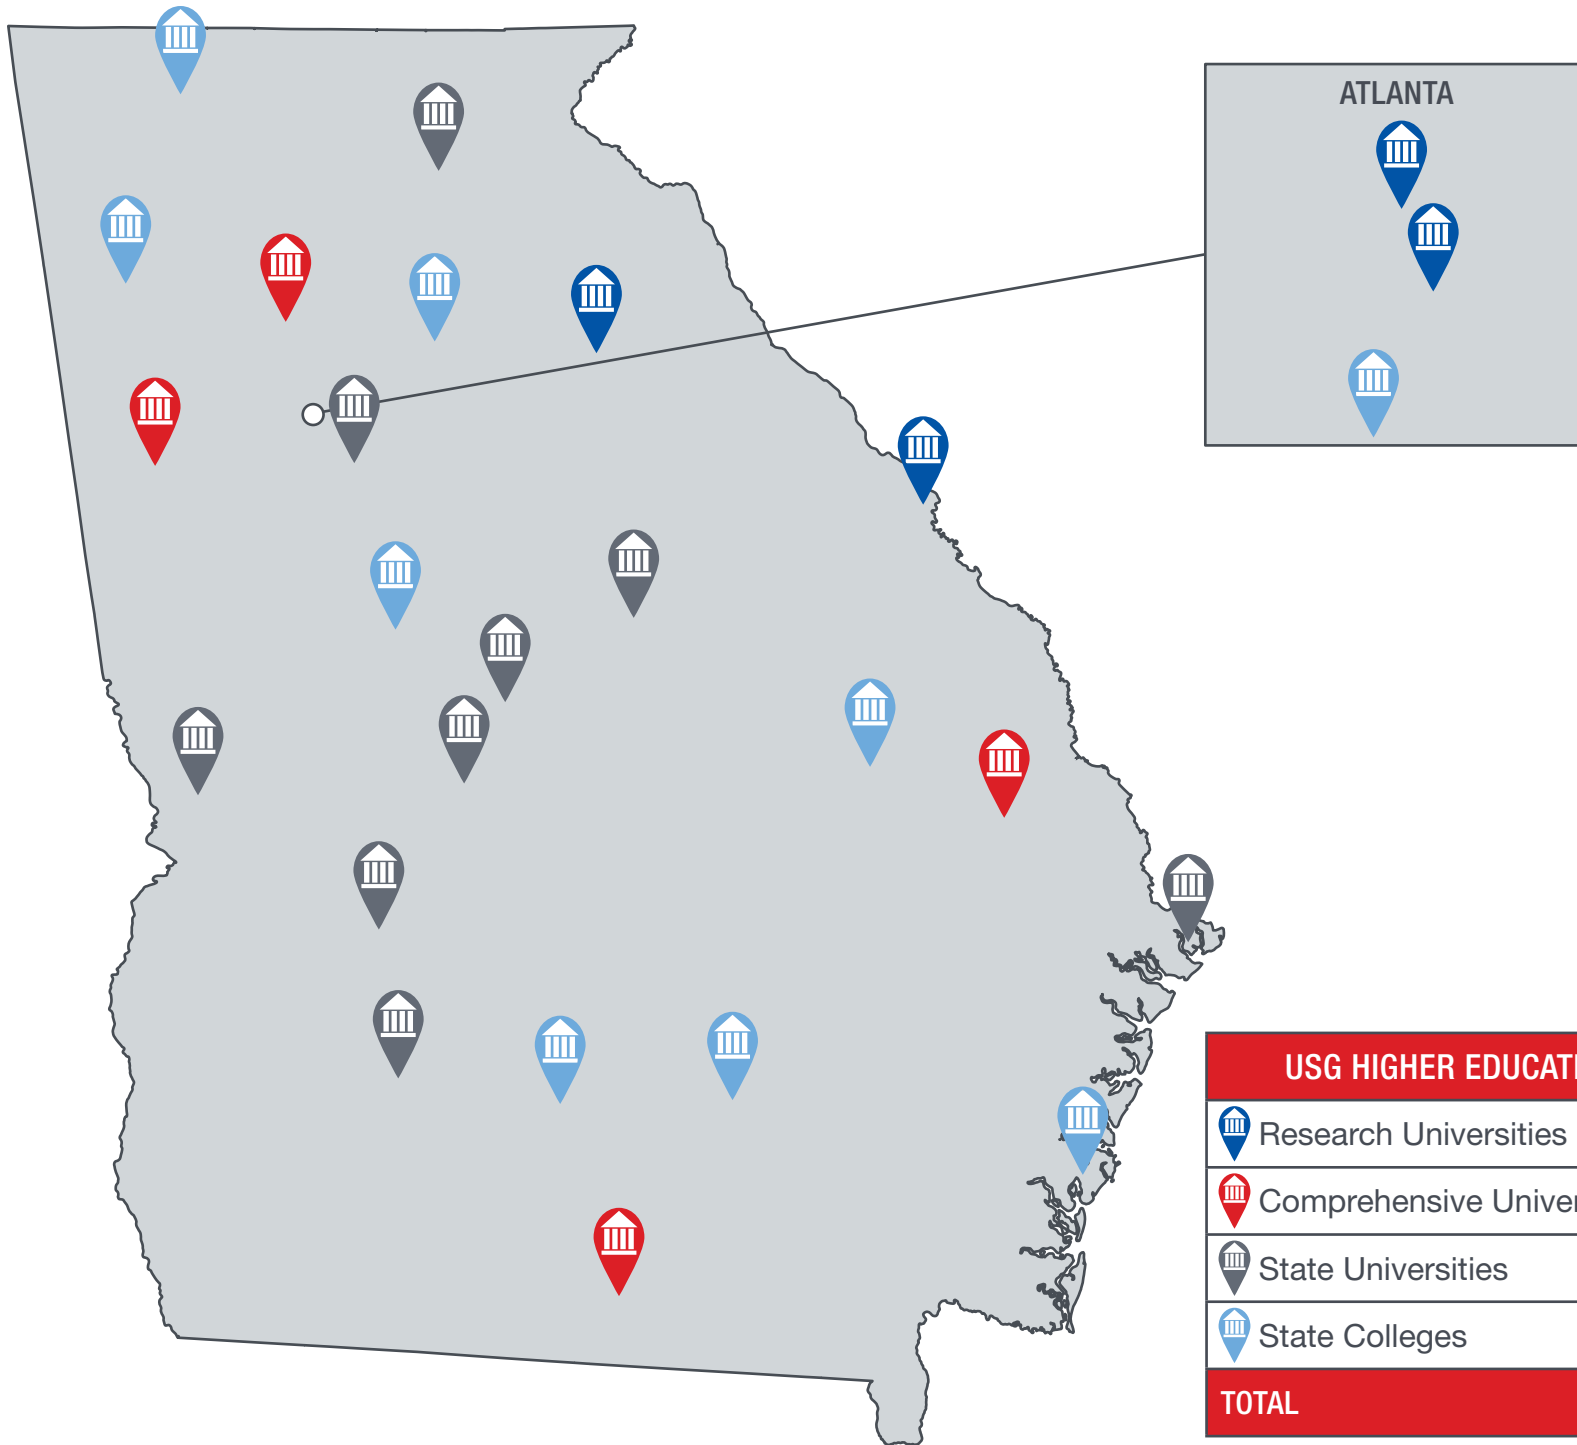 ATLANTA
USG HIGHER EDUCATI
Research Universities
Comprehensive Univer
State Universities
State Colleges
TOTAL